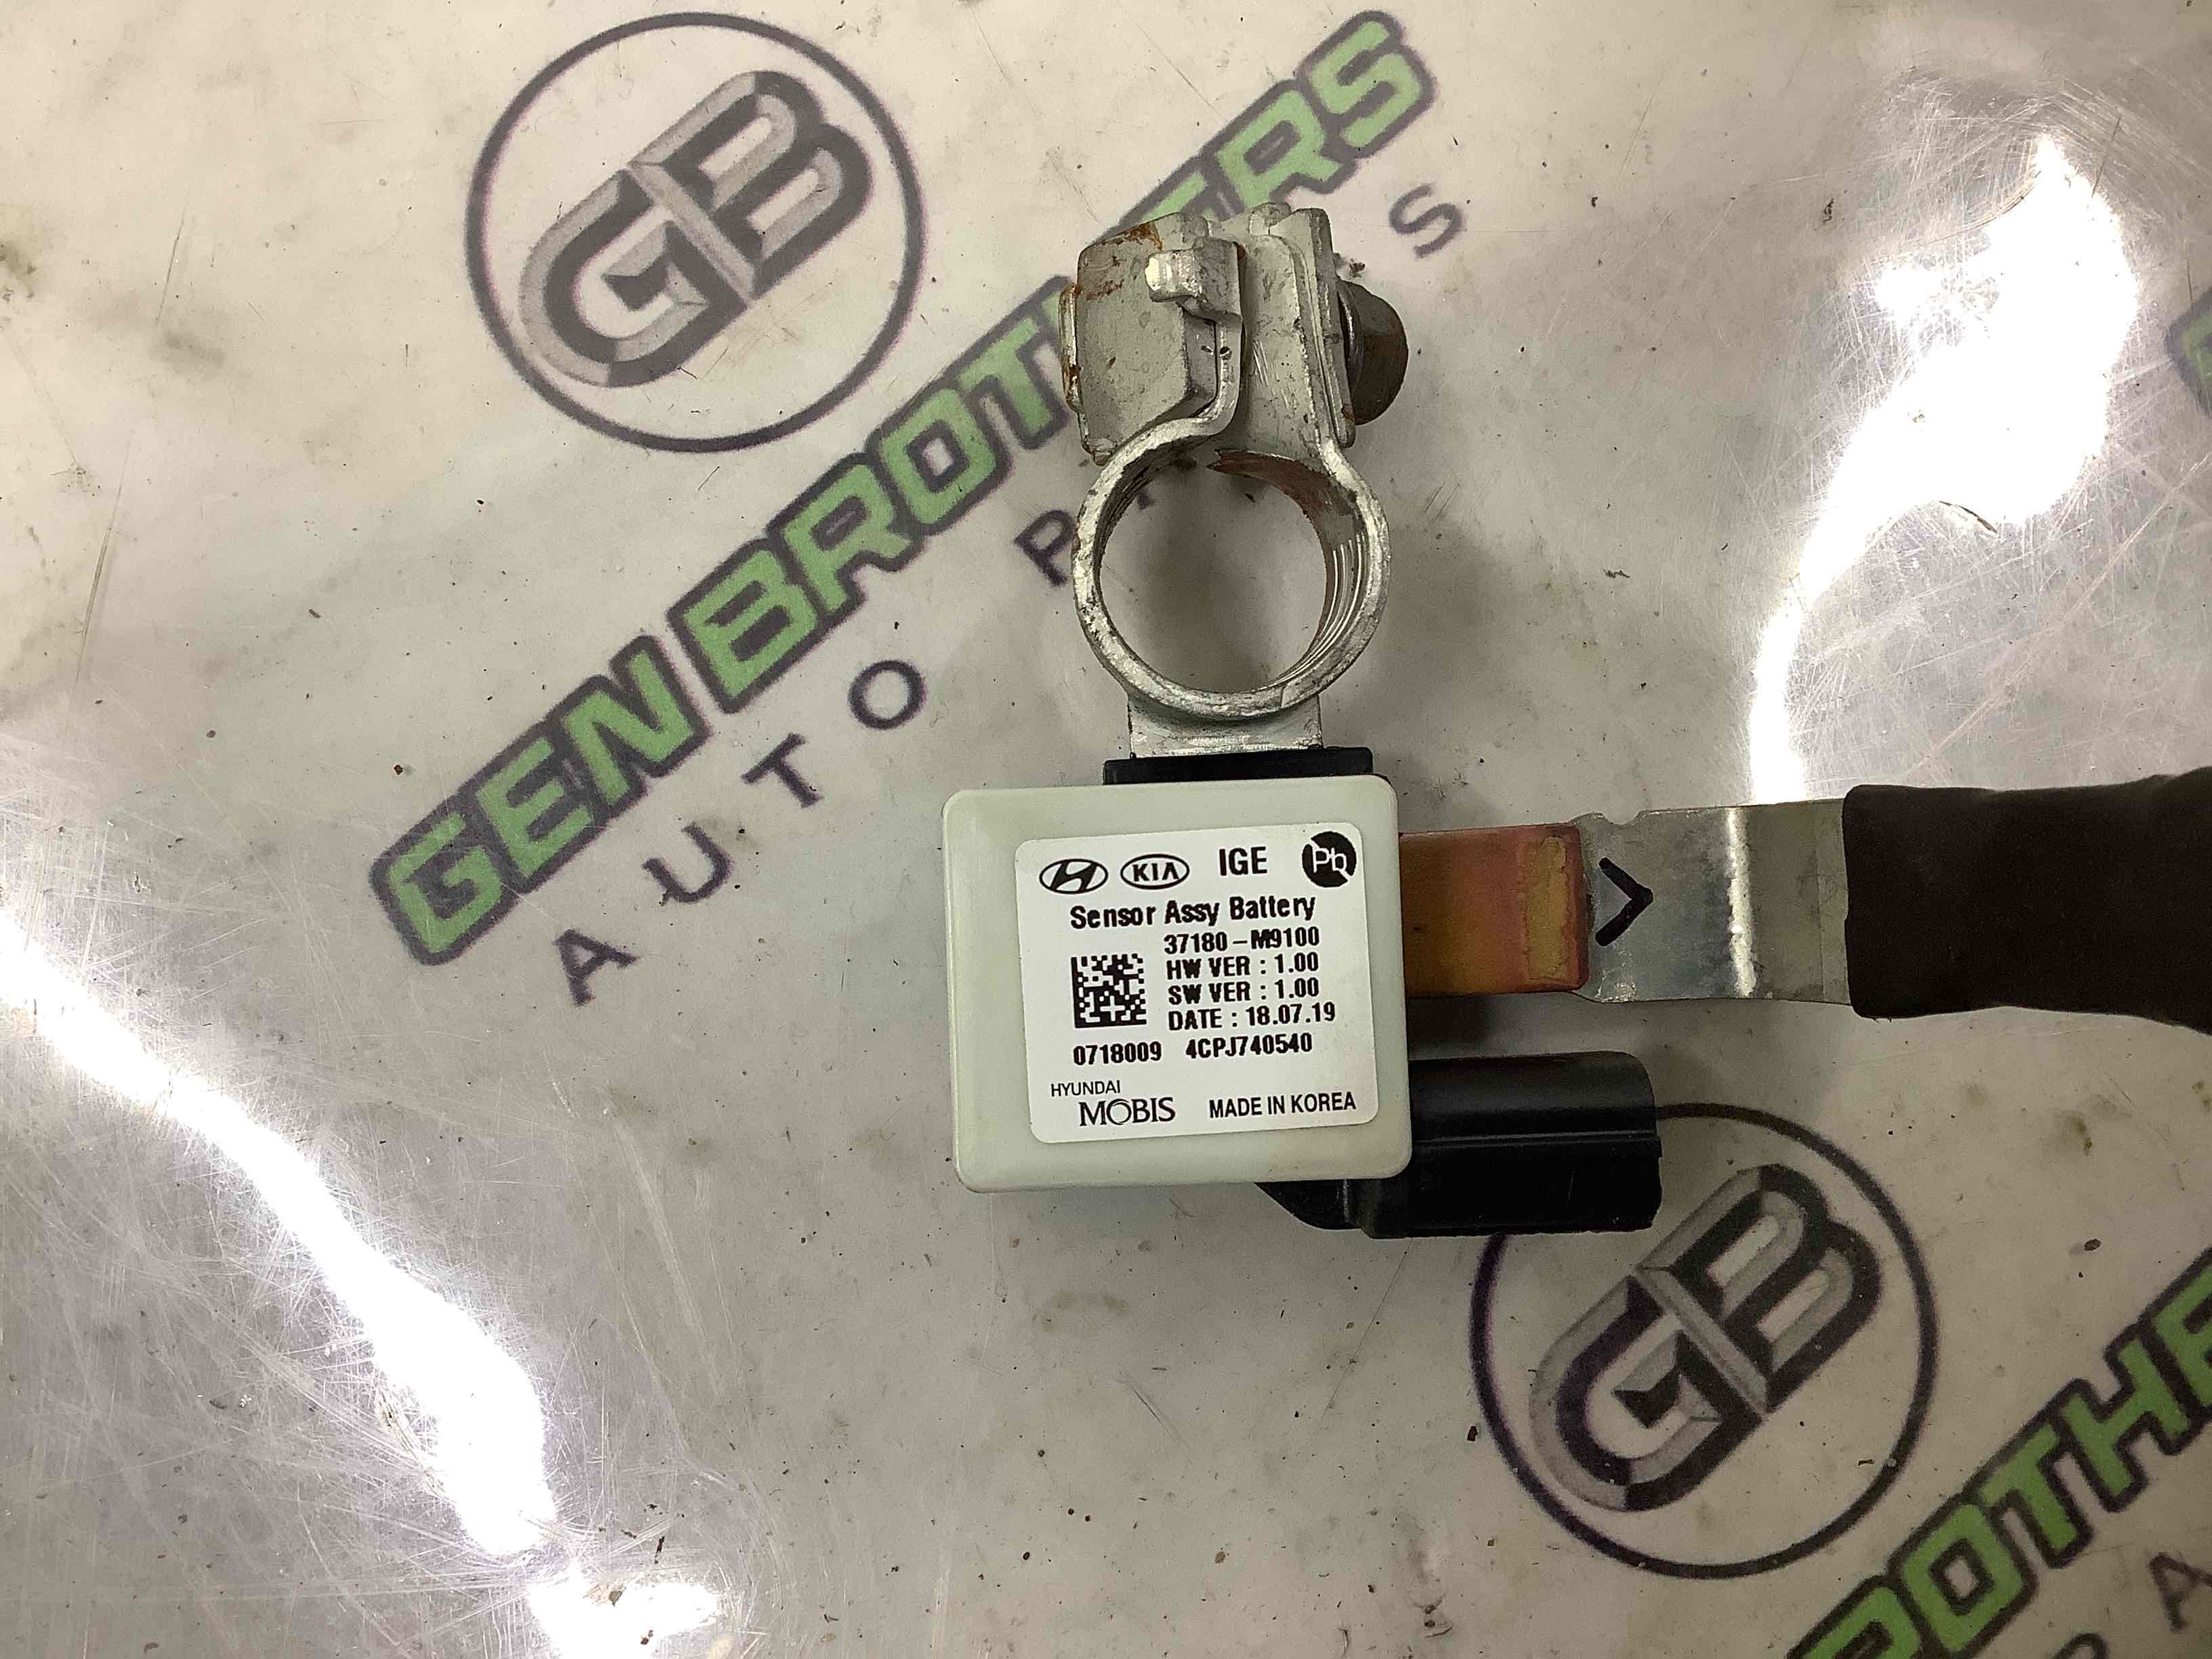 GB
GEN BROTHERS
AUTO P S
HYUNDAI KIA IGE Pb
Sensor Assy Battery
37180-M9100
HW VER : 1.00
SW VER : 1.00
DATE : 18.07.19
0718009 4CPJ740540
HYUNDAI
MOBIS MADE IN KOREA
GB